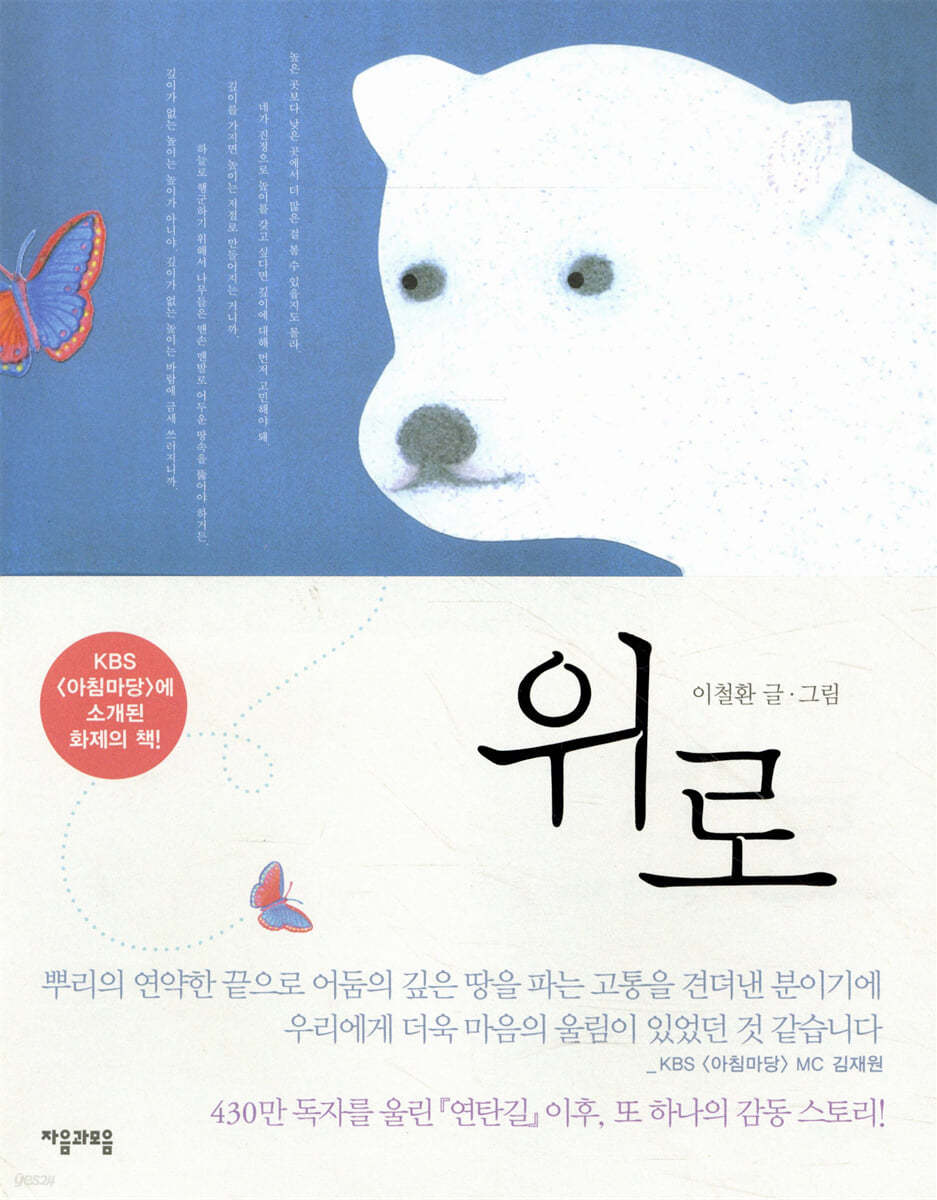 높은 곳보다 낮은 곳에서 더 많은 걸 볼 수 있을지도 몰라.
네가 진정으로 높이를 갖고 싶다면 깊이에 대해 먼저 고민해야 돼.
깊이를 가지면 높이는 저절로 만들어지는 거니까.
하늘로 행군하기 위해서 나무들은 맨손 맨발로 어두운 땅속을 뚫어야 하거든.
깊이가 없는 높이는 높이가 아니야. 깊이가 없는 높이는 바람에 금세 쓰러지니까.
KBS
〈아침마당〉에
소개된
화제의 책!
위로
이철환 글·그림
뿌리의 연약한 끝으로 어둠의 깊은 땅을 파는 고통을 견뎌낸 분이기에
우리에게 더욱 마음의 울림이 있었던 것 같습니다
_KBS 〈아침마당〉 MC 김재원
430만 독자를 울린 『연탄길』 이후, 또 하나의 감동 스토리!
자음과모음
yes24